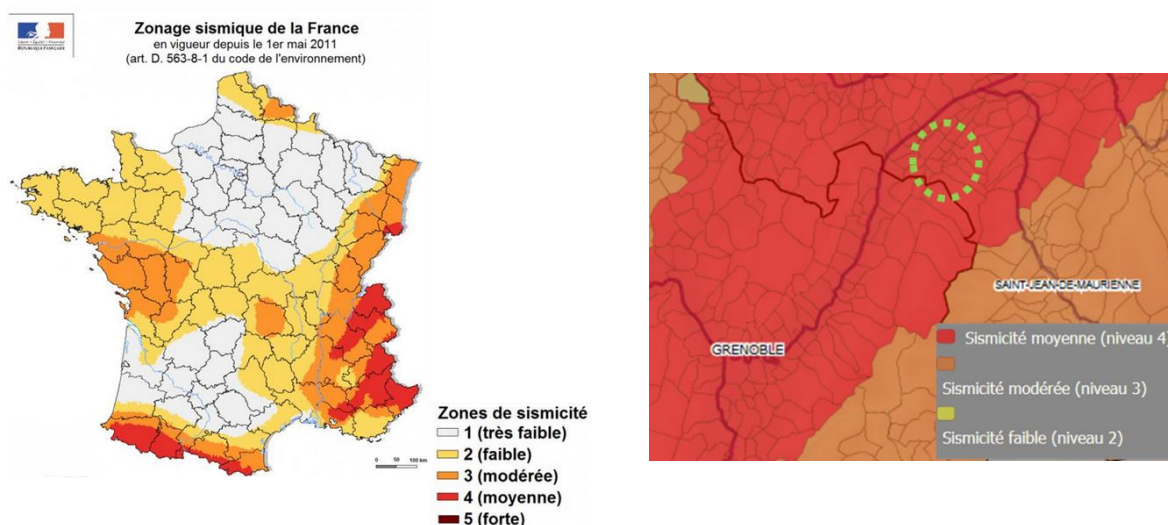 RÉPUBLIQUE FRANÇAISE
Zonage sismique de la France
en vigueur depuis le 1er mai 2011
(art. D. 563-8-1 du code de l'environnement)
Zones de sismicité
1 (très faible)
2 (faible)
3 (modérée)
4 (moyenne)
5 (forte)
0 50 100 km
GRENOBLE
SAINT-JEAN-DE-MAURIENNE
Sismicité moyenne (niveau 4)
Sismicité modérée (niveau 3)
Sismicité faible (niveau 2)